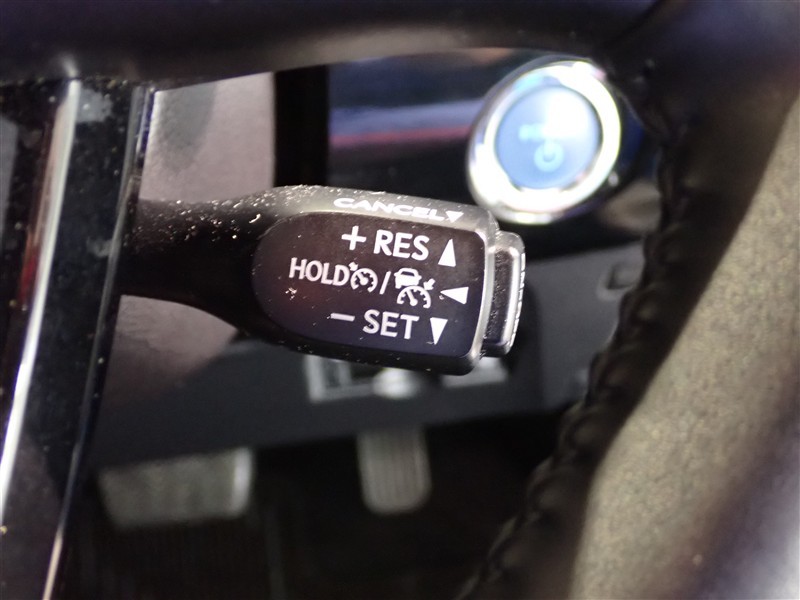 CANCEL
+ RES
HOLD /
− SET